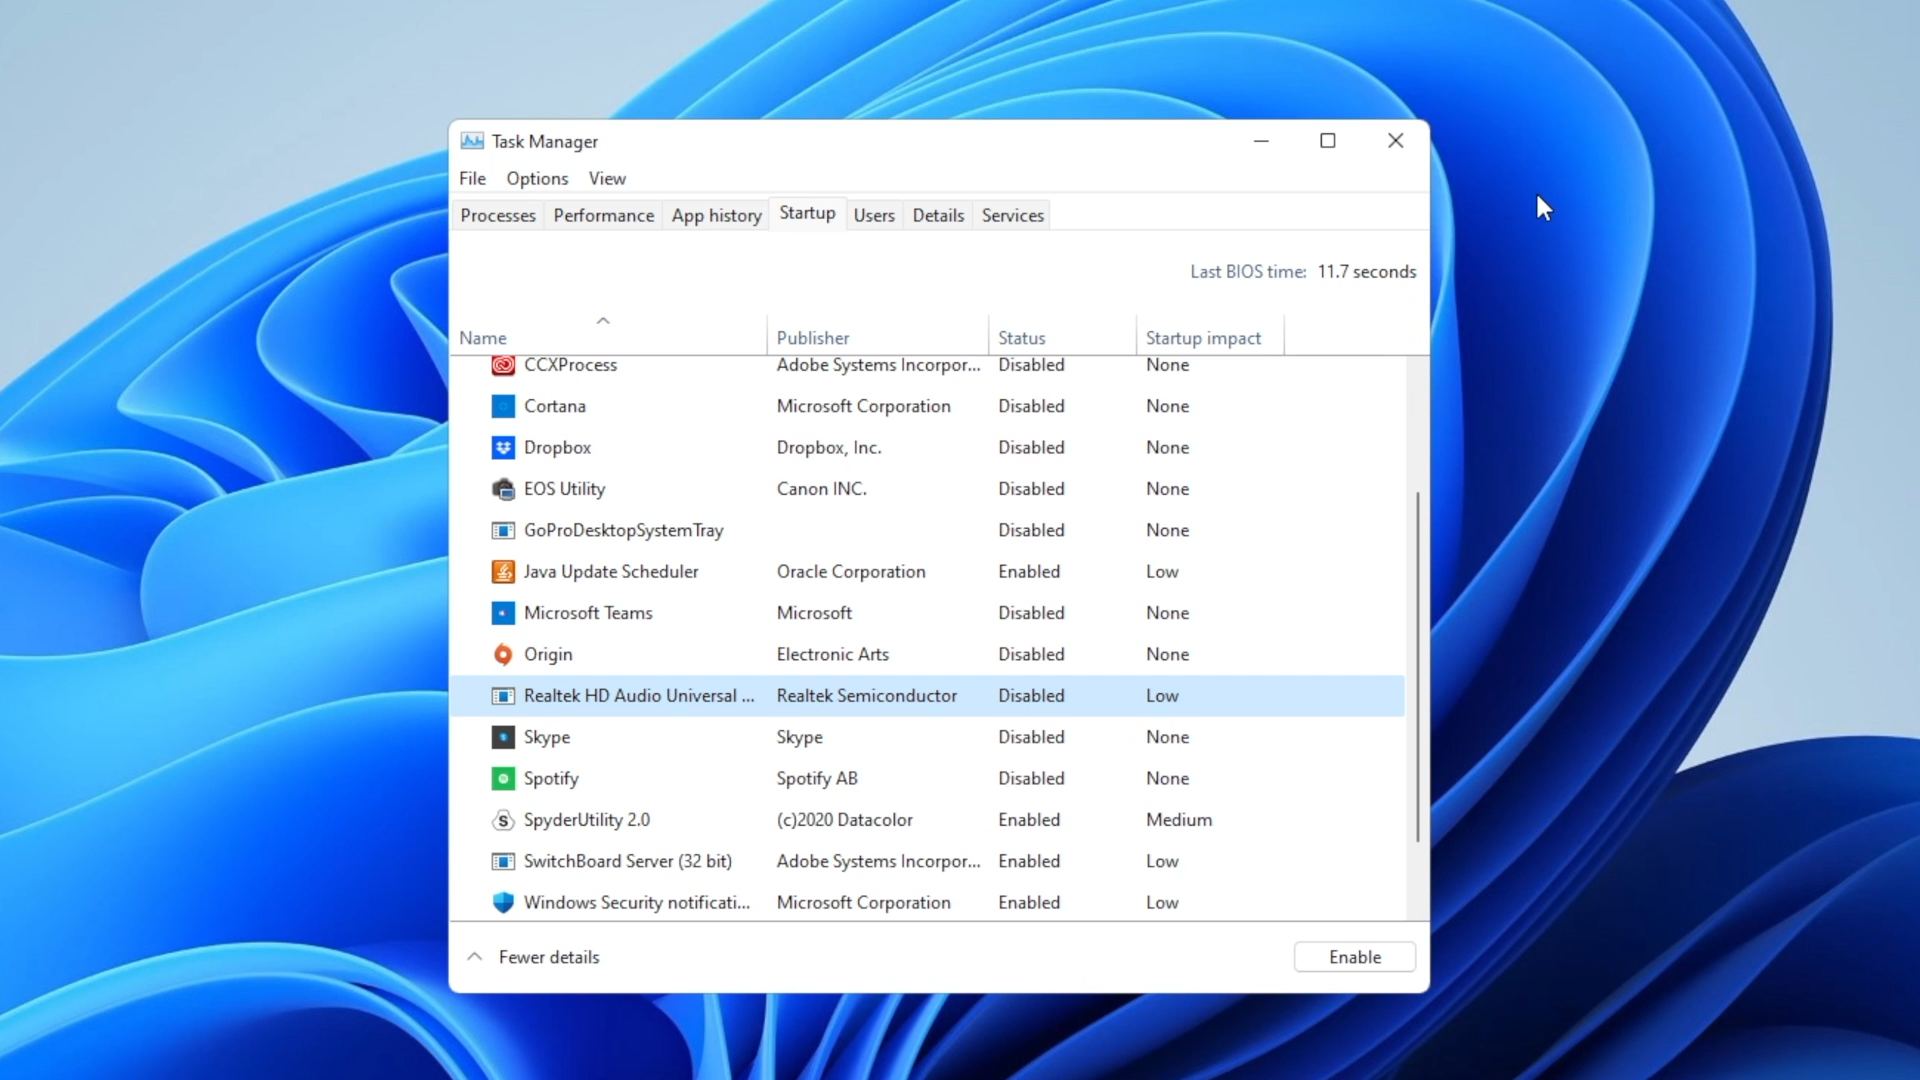 Task Manager
File Options View
Processes Performance App history Startup Users Details Services
Last BIOS time: 11.7 seconds
Name Publisher Status Startup impact
CCXProcess Adobe Systems Incorpor... Disabled None
Cortana Microsoft Corporation Disabled None
Dropbox Dropbox, Inc. Disabled None
EOS Utility Canon INC. Disabled None
GoProDesktopSystemTray Disabled None
Java Update Scheduler Oracle Corporation Enabled Low
Microsoft Teams Microsoft Disabled None
Origin Electronic Arts Disabled None
Realtek HD Audio Universal ... Realtek Semiconductor Disabled Low
Skype Skype Disabled None
Spotify Spotify AB Disabled None
SpyderUtility 2.0 (c)2020 Datacolor Enabled Medium
SwitchBoard Server (32 bit) Adobe Systems Incorpor... Enabled Low
Windows Security notificati... Microsoft Corporation Enabled Low
Fewer details Enable